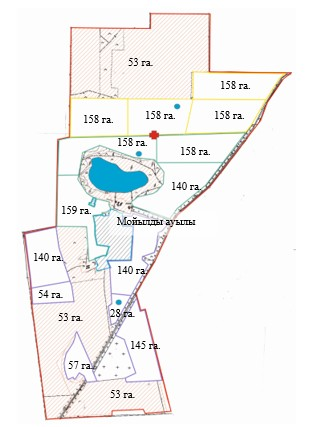 53 га.
158 га.
158 га.
158 га.
158 га.
158 га.
158 га.
140 га.
159 га.
Мойылды ауылы
140 га.
140 га.
54 га.
53 га.
28 га.
145 га.
57 га.
53 га.